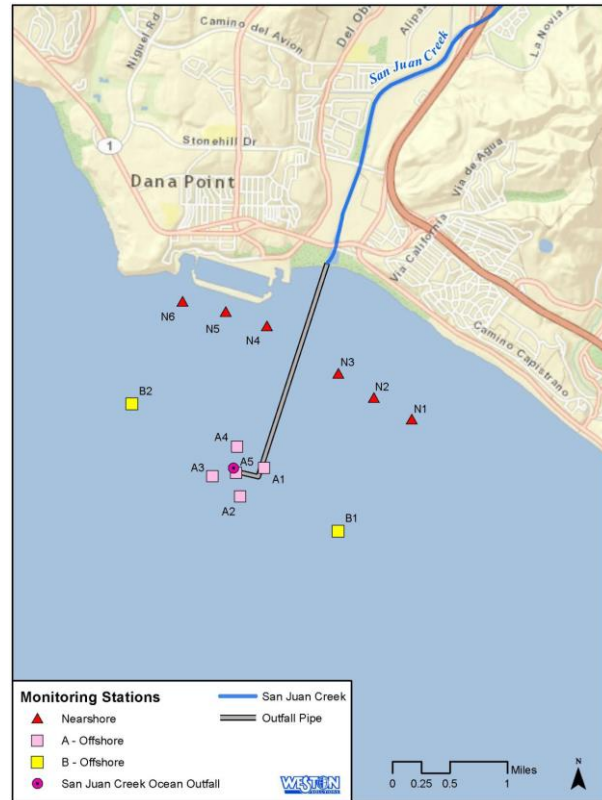 Niguel Rd
Camino del Avion
Del Ob
Alipaz
La Novia A
San Juan Creek
1
Stonehill Dr
Dana Point
Via de Agua
Via California
Camino Capistrano
N6
N5
N4
N3
N2
N1
B2
A4
A5
A3
A1
A2
B1
Monitoring Stations
Nearshore
A - Offshore
B - Offshore
San Juan Creek Ocean Outfall
San Juan Creek
Outfall Pipe
WESTON
SOLUTIONS
N
Miles
0 0.25 0.5 1